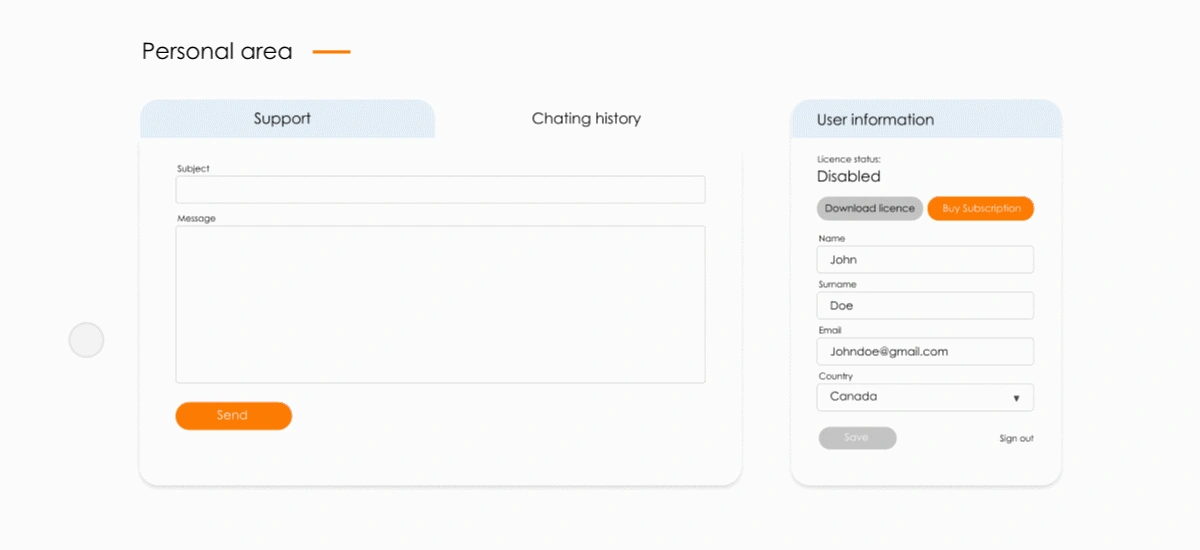 Personal area
Support
Chating history
Subject
Message
Send
User information
Licence status:
Disabled
Download licence
Buy Subscription
Name
John
Surname
Doe
Email
Johndoe@gmail.com
Country
Canada
Save
Sign out